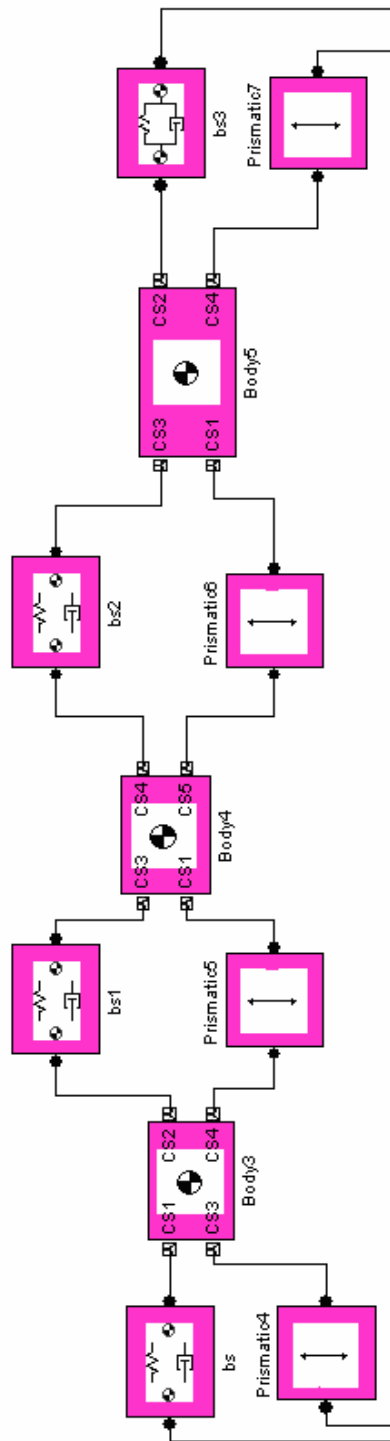 bs
Prismatic4
CS1
CS2
CS3
CS4
Body3
bs1
Prismatic5
CS3
CS4
CS1
CS5
Body4
bs2
Prismatic6
CS3
CS2
CS1
CS4
Body5
bs3
Prismatic7